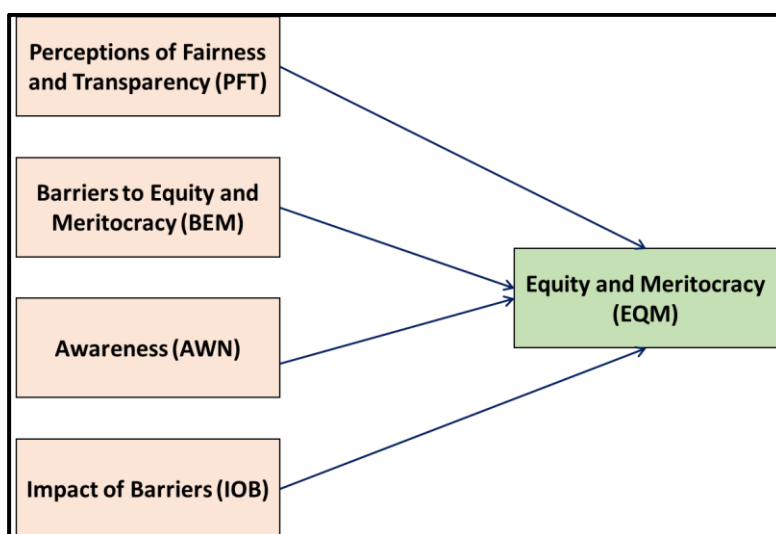 Perceptions of Fairness
and Transparency (PFT)
Barriers to Equity and
Meritocracy (BEM)
Equity and Meritocracy
(EQM)
Awareness (AWN)
Impact of Barriers (IOB)